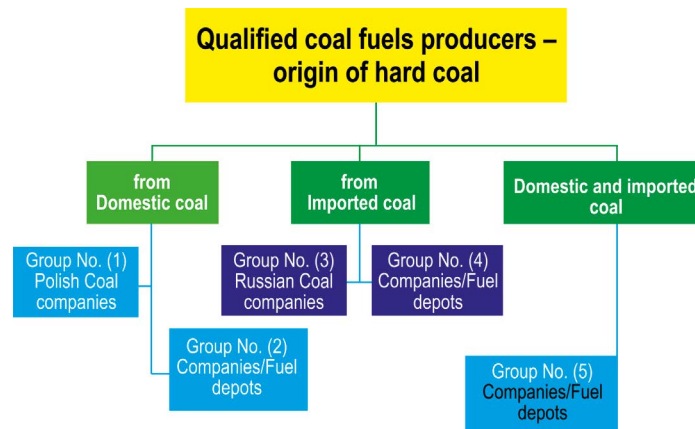 Qualified coal fuels producers –
origin of hard coal
from
Domestic coal
from
Imported coal
Domestic and imported
coal
Group No. (1)
Polish Coal
companies
Group No. (2)
Companies/Fuel
depots
Group No. (3)
Russian Coal
companies
Group No. (4)
Companies/Fuel
depots
Group No. (5)
Companies/Fuel
depots